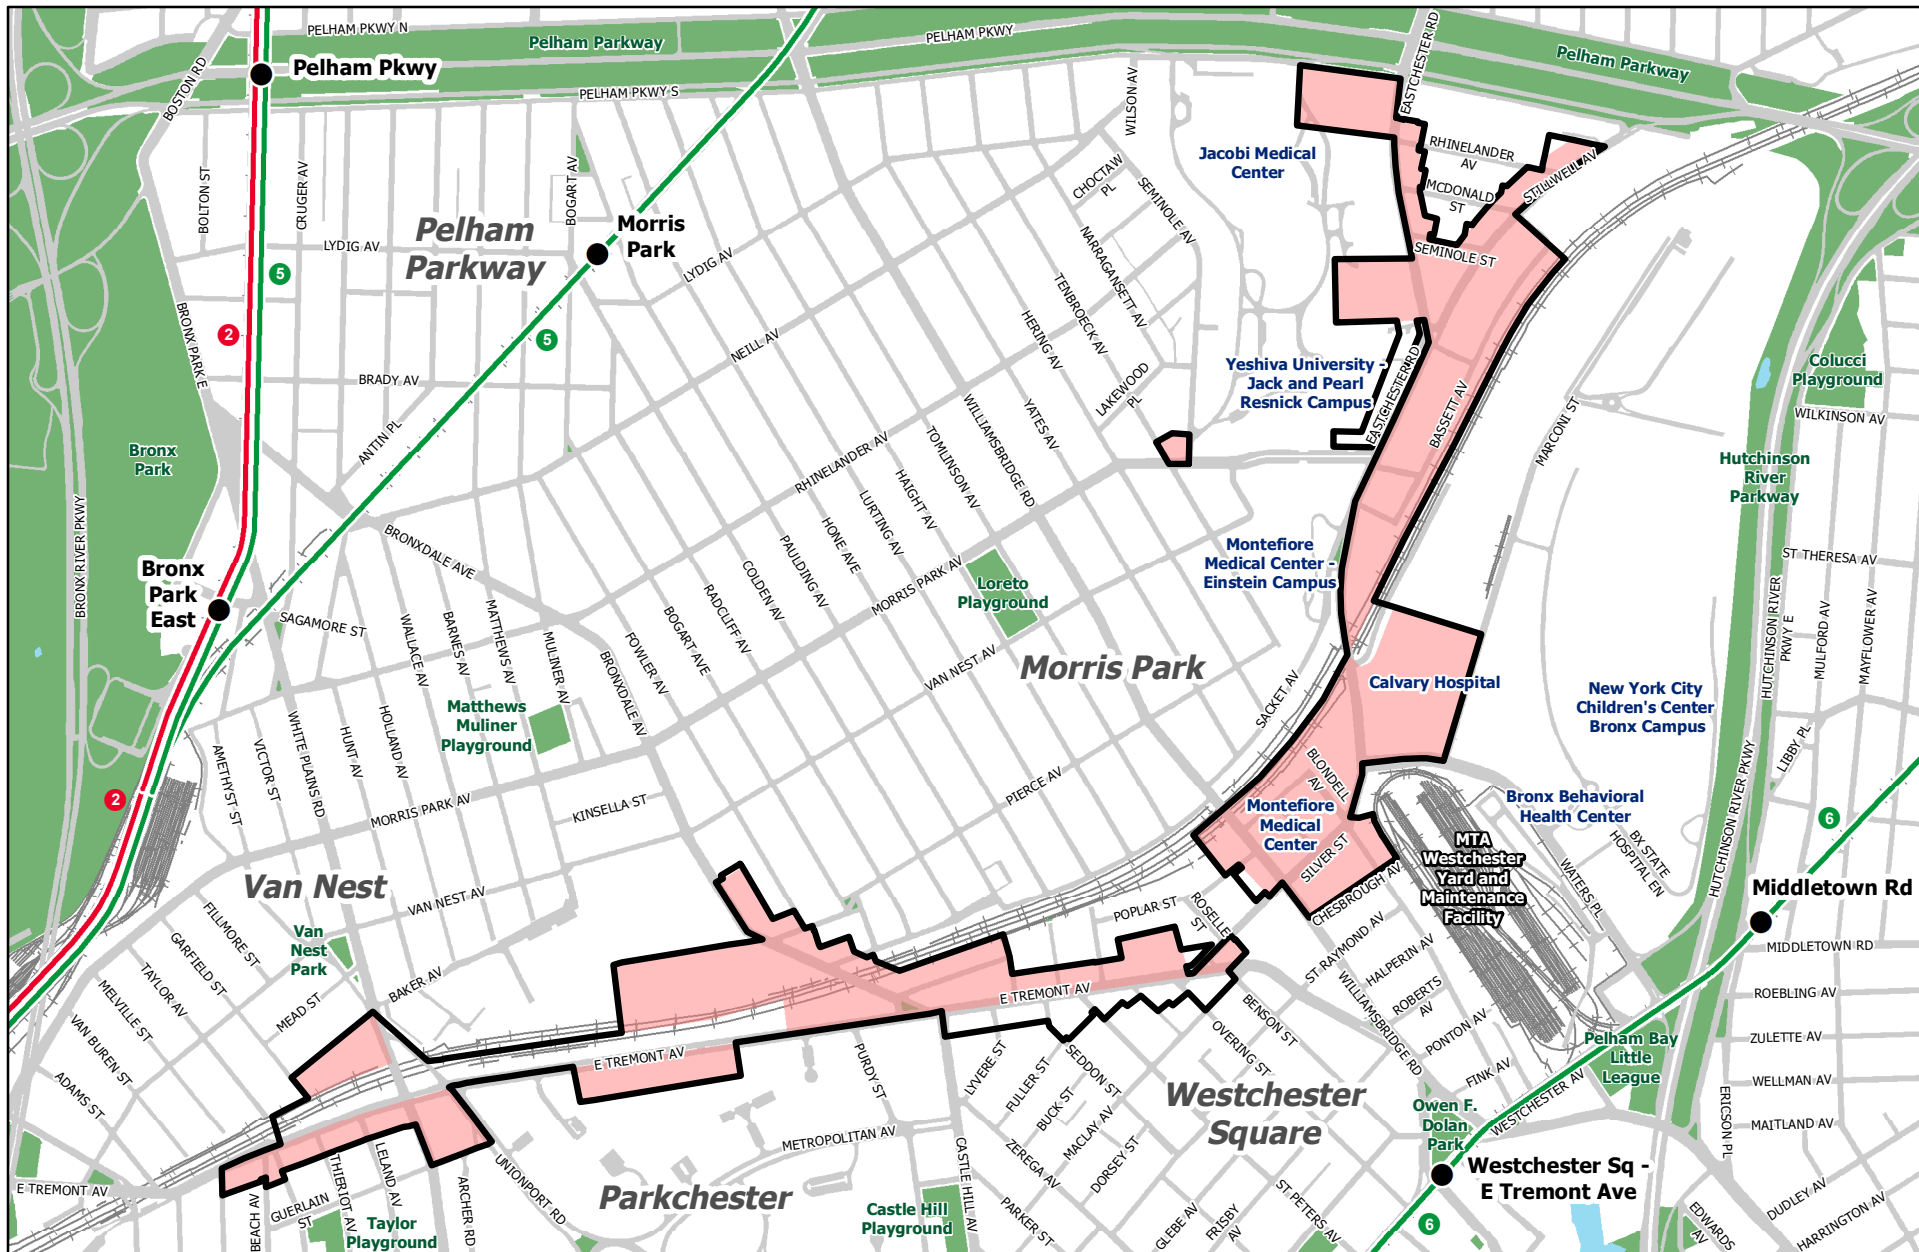 PELHAM PKWY N
Pelham Parkway
PELHAM PKWY
EASTCHESTER RD
Pelham Parkway
BOSTON RD
Pelham Pkwy
PELHAM PKWY S
WILSON AV
RHINELANDER
AV
Jacobi Medical
Center
STILLWELL AV
MCDONALD
ST
CHOCTAW
PL
SEMINOLE AV
BOLTON ST
CRUGER AV
BOGART AV
LYDIG AV
Pelham
Parkway
Morris
Park
LYDIG AV
NARRAGANSETT AV
SEMINOLE ST
5
TENBROECK AV
HERING AV
2
BRONX PARK E
5
NEILL AV
Yeshiva University -
Jack and Pearl
Resnick Campus
EASTCHESTER RD
BASSETT AV
Colucci
Playground
BRADY AV
LAKEWOOD
PL
WILLIAMSBRIDGE RD
YATES AV
MARCONI ST
WILKINSON AV
ANTIN PL
Bronx
Park
RHINELANDER AV
TOMLINSON AV
HAIGHT AV
LURTING AV
HONE AVE
PAULDING AV
COLDEN AV
RADCLIFF AV
BOGART AVE
FOWLER AV
BRONXDALE AV
Hutchinson
River
Parkway
BRONX RIVER PKWY
BRONXDALE AVE
MORRIS PARK AV
Montefiore
Medical Center -
Einstein Campus
ST THERESA AV
Bronx
Park
East
Loreto
Playground
SAGAMORE ST
WALLACE AV
BARNES AV
MATTHEWS AV
MULINER AV
HUTCHINSON RIVER
PKWY E
MULFORD AV
MAYFLOWER AV
VAN NEST AV
Morris Park
SACKET AV
Calvary Hospital
New York City
Children's Center
Bronx Campus
Matthews
Muliner
Playground
AMETHYST ST
VICTOR ST
WHITE PLAINS RD
HUNT AV
HOLLAND AV
LIBBY PL
HUTCHINSON RIVER PKWY
2
MORRIS PARK AV
KINSELLA ST
PIERCE AV
BLONDELL
AV
Montefiore
Medical
Center
SILVER ST
Bronx Behavioral
Health Center
BX STATE
HOSPITAL EN
6
MTA
Westchester
Yard and
Maintenance
Facility
WATERS PL
Van Nest
VAN NEST AV
FILLMORE ST
GARFIELD ST
TAYLOR AV
MELVILLE ST
VAN BUREN ST
ADAMS ST
Van
Nest
Park
MEAD ST
BAKER AV
POPLAR ST
ROSELLE
ST
CHESBROUGH AV
Middletown Rd
MIDDLETOWN RD
ST RAYMOND AV
HALPERIN AV
ROBERTS
AV
PONTON AV
FINK AV
WILLIAMSBRIDGE RD
E TREMONT AV
BENSON ST
OVERING ST
ROEBLING AV
ZULETTE AV
WELLMAN AV
MAITLAND AV
E TREMONT AV
PURDY ST
LYVERE ST
FULLER ST
SEDDON ST
BUCK ST
MACLAY AV
DORSEY ST
ZEREGA AV
Westchester
Square
Pelham Bay
Little
League
WESTCHESTER AV
ERICSON PL
Owen F.
Dolan
Park
METROPOLITAN AV
CASTLE HILL AV
UNIONPORT RD
Parkchester
Castle Hill
Playground
PARKER ST
GLEBE AV
FRISBY
AV
ST PETERS AV
Westchester Sq -
E Tremont Ave
6
EDWARDS
AV
DUDLEY AV
HARRINGTON AV
E TREMONT AV
BEACH AV
GUERLAIN
ST
THIERIOT AV
LELAND AV
ARCHER RD
Taylor
Playground